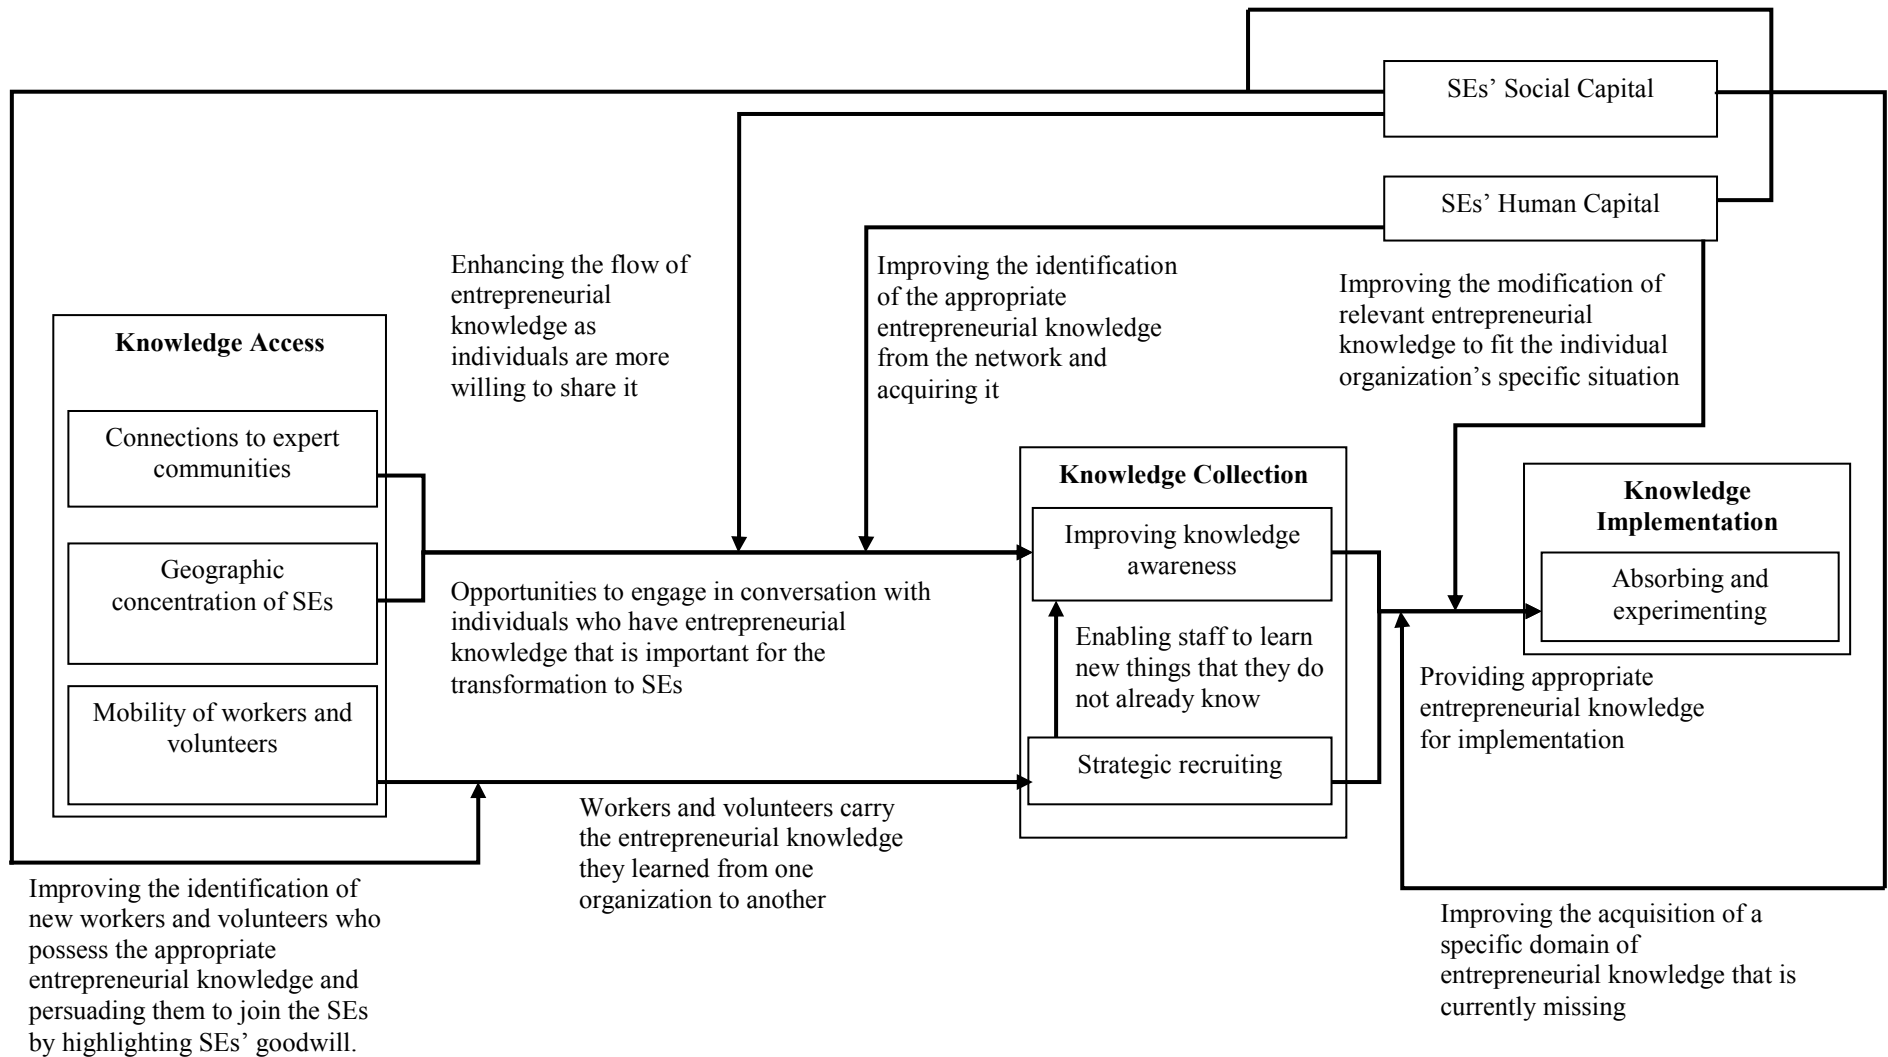 SEs’ Social Capital
SEs’ Human Capital
Enhancing the flow of
entrepreneurial
knowledge as
individuals are more
willing to share it
Improving the identification
of the appropriate
entrepreneurial knowledge
from the network and
acquiring it
Improving the modification of
relevant entrepreneurial
knowledge to fit the individual
organization’s specific situation
Knowledge Access
Connections to expert
communities
Geographic
concentration of SEs
Mobility of workers and
volunteers
Opportunities to engage in conversation with
individuals who have entrepreneurial
knowledge that is important for the
transformation to SEs
Workers and volunteers carry
the entrepreneurial knowledge
they learned from one
organization to another
Knowledge Collection
Improving knowledge
awareness
Enabling staff to learn
new things that they do
not already know
Strategic recruiting
Knowledge
Implementation
Absorbing and
experimenting
Providing appropriate
entrepreneurial knowledge
for implementation
Improving the identification of
new workers and volunteers who
possess the appropriate
entrepreneurial knowledge and
persuading them to join the SEs
by highlighting SEs’ goodwill.
Improving the acquisition of a
specific domain of
entrepreneurial knowledge that is
currently missing